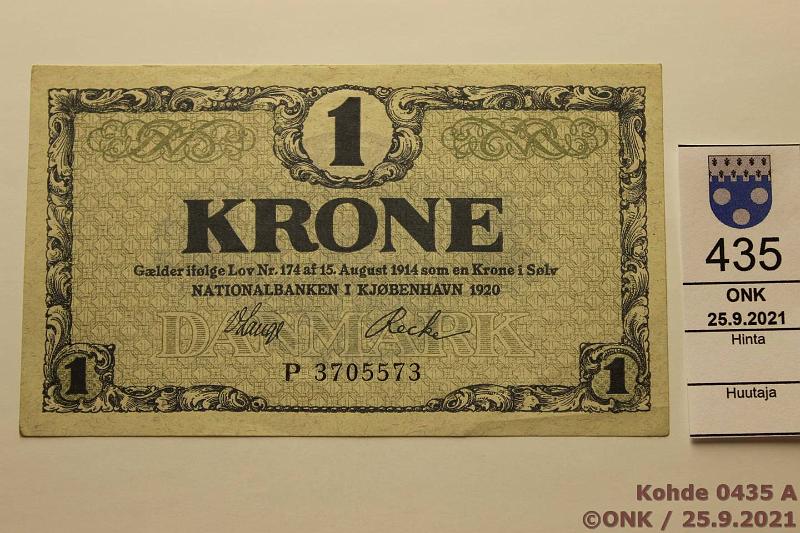 1
KRONE
Gælder ifølge Lov Nr. 174 af 15. August 1914 som en Krone i Sølv
NATIONALBANKEN I KJØBENHAVN 1920
DANMARK
V Lange
P 3705573
1
1
435
ONK
25.9.2021
Hinta
Huutaja
Kohde 0435 A
©ONK / 25.9.2021